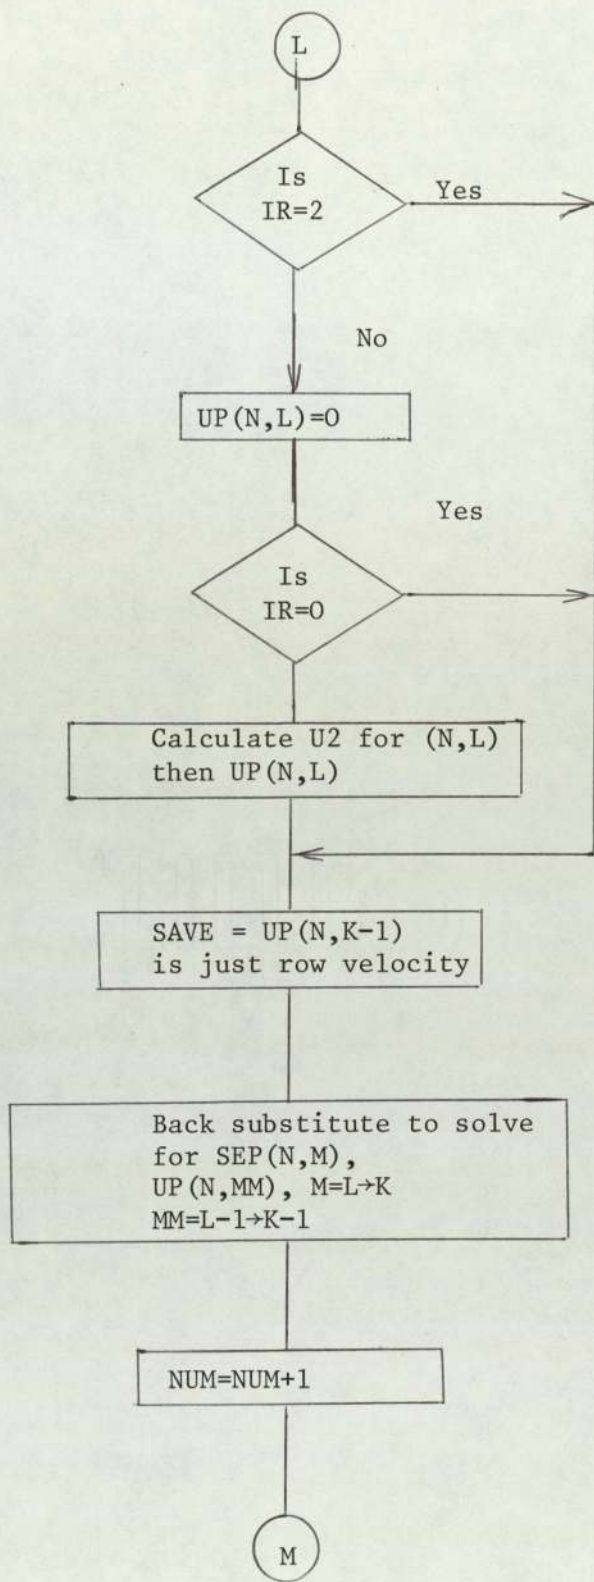 L
Is
IR=2
Yes
No
UP(N,L)=0
Yes
Is
IR=0
Calculate U2 for (N,L)
then UP(N,L)
SAVE = UP(N,K-1)
is just row velocity
Back substitute to solve
for SEP(N,M),
UP(N,MM), M=L→K
MM=L-1→K-1
NUM=NUM+1
M